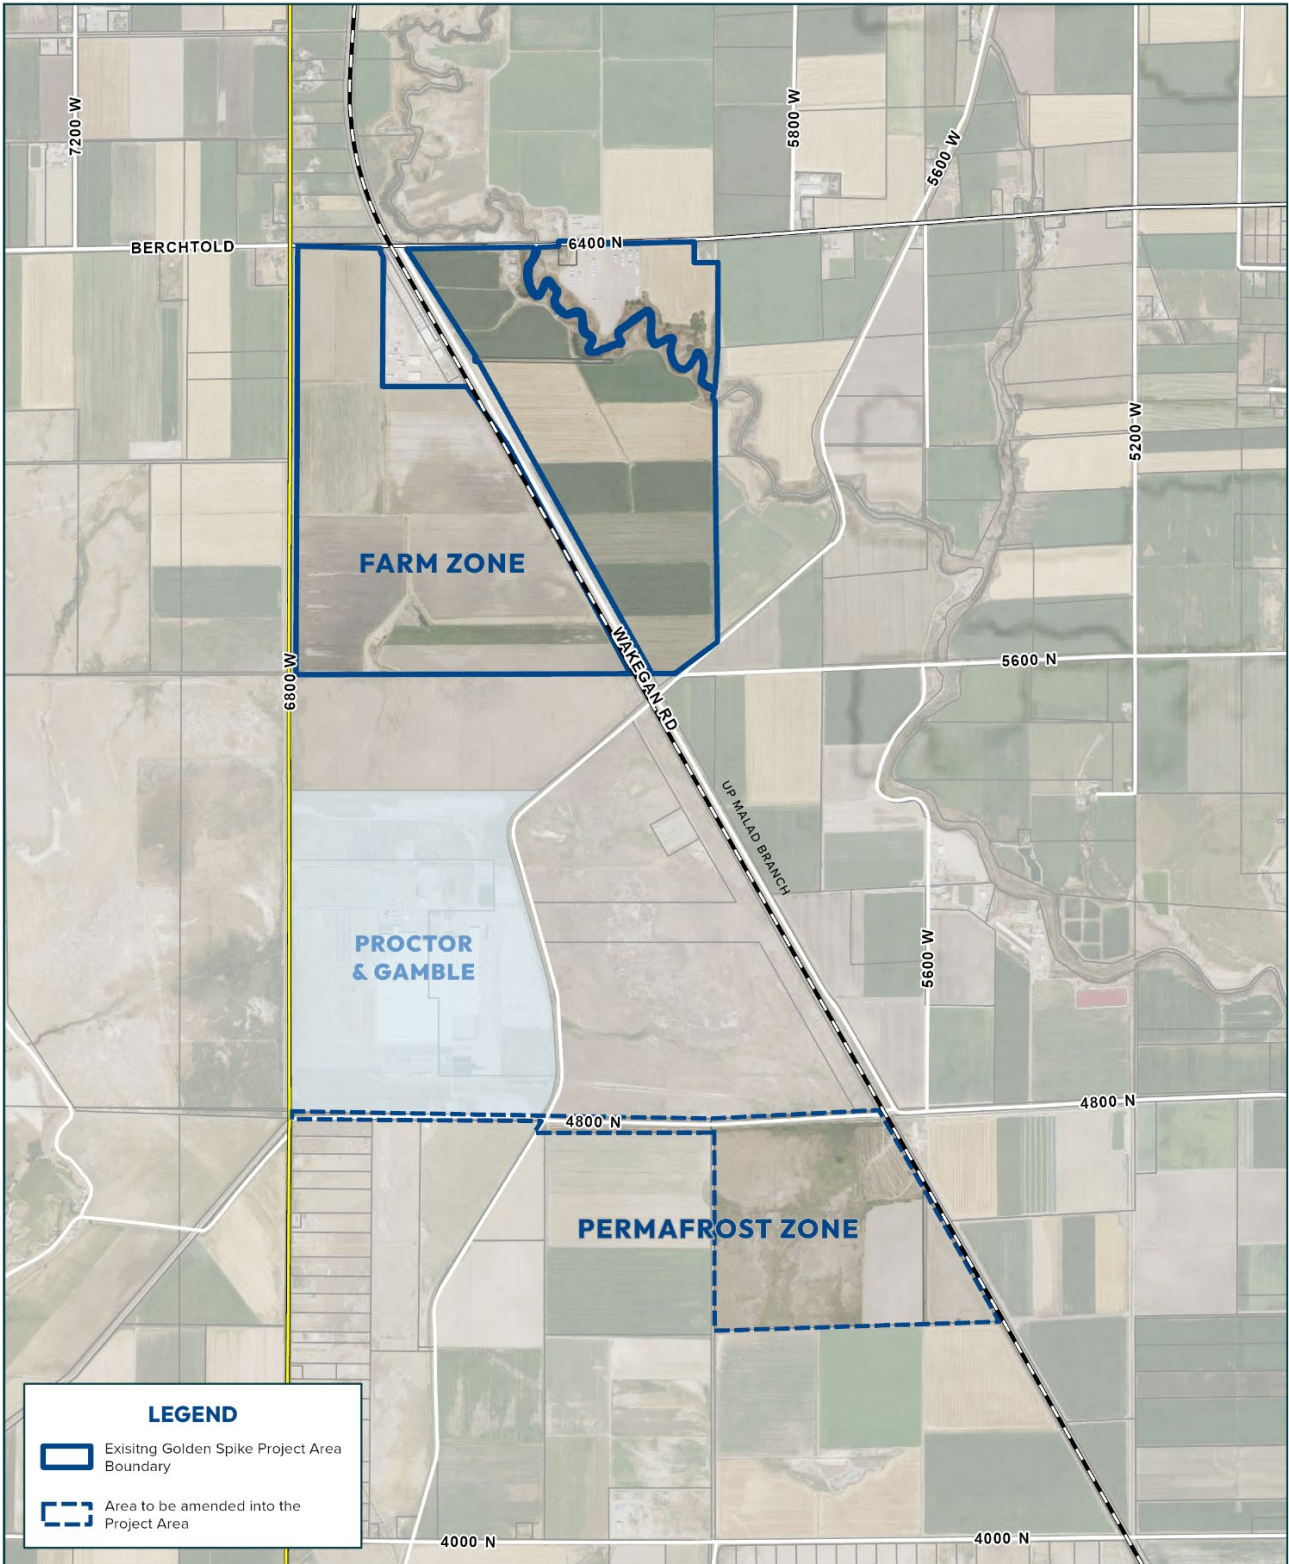 7200 W
5800 W
5600 W
BERCHTOLD
6400 N
5200 W
FARM ZONE
6800 W
WAKEGAN RD
5600 N
UP MALAD BRANCH
PROCTOR
& GAMBLE
5600 W
4800 N
4800 N
PERMAFROST ZONE
LEGEND
Exisitng Golden Spike Project Area
Boundary
Area to be amended into the
Project Area
4000 N
4000 N